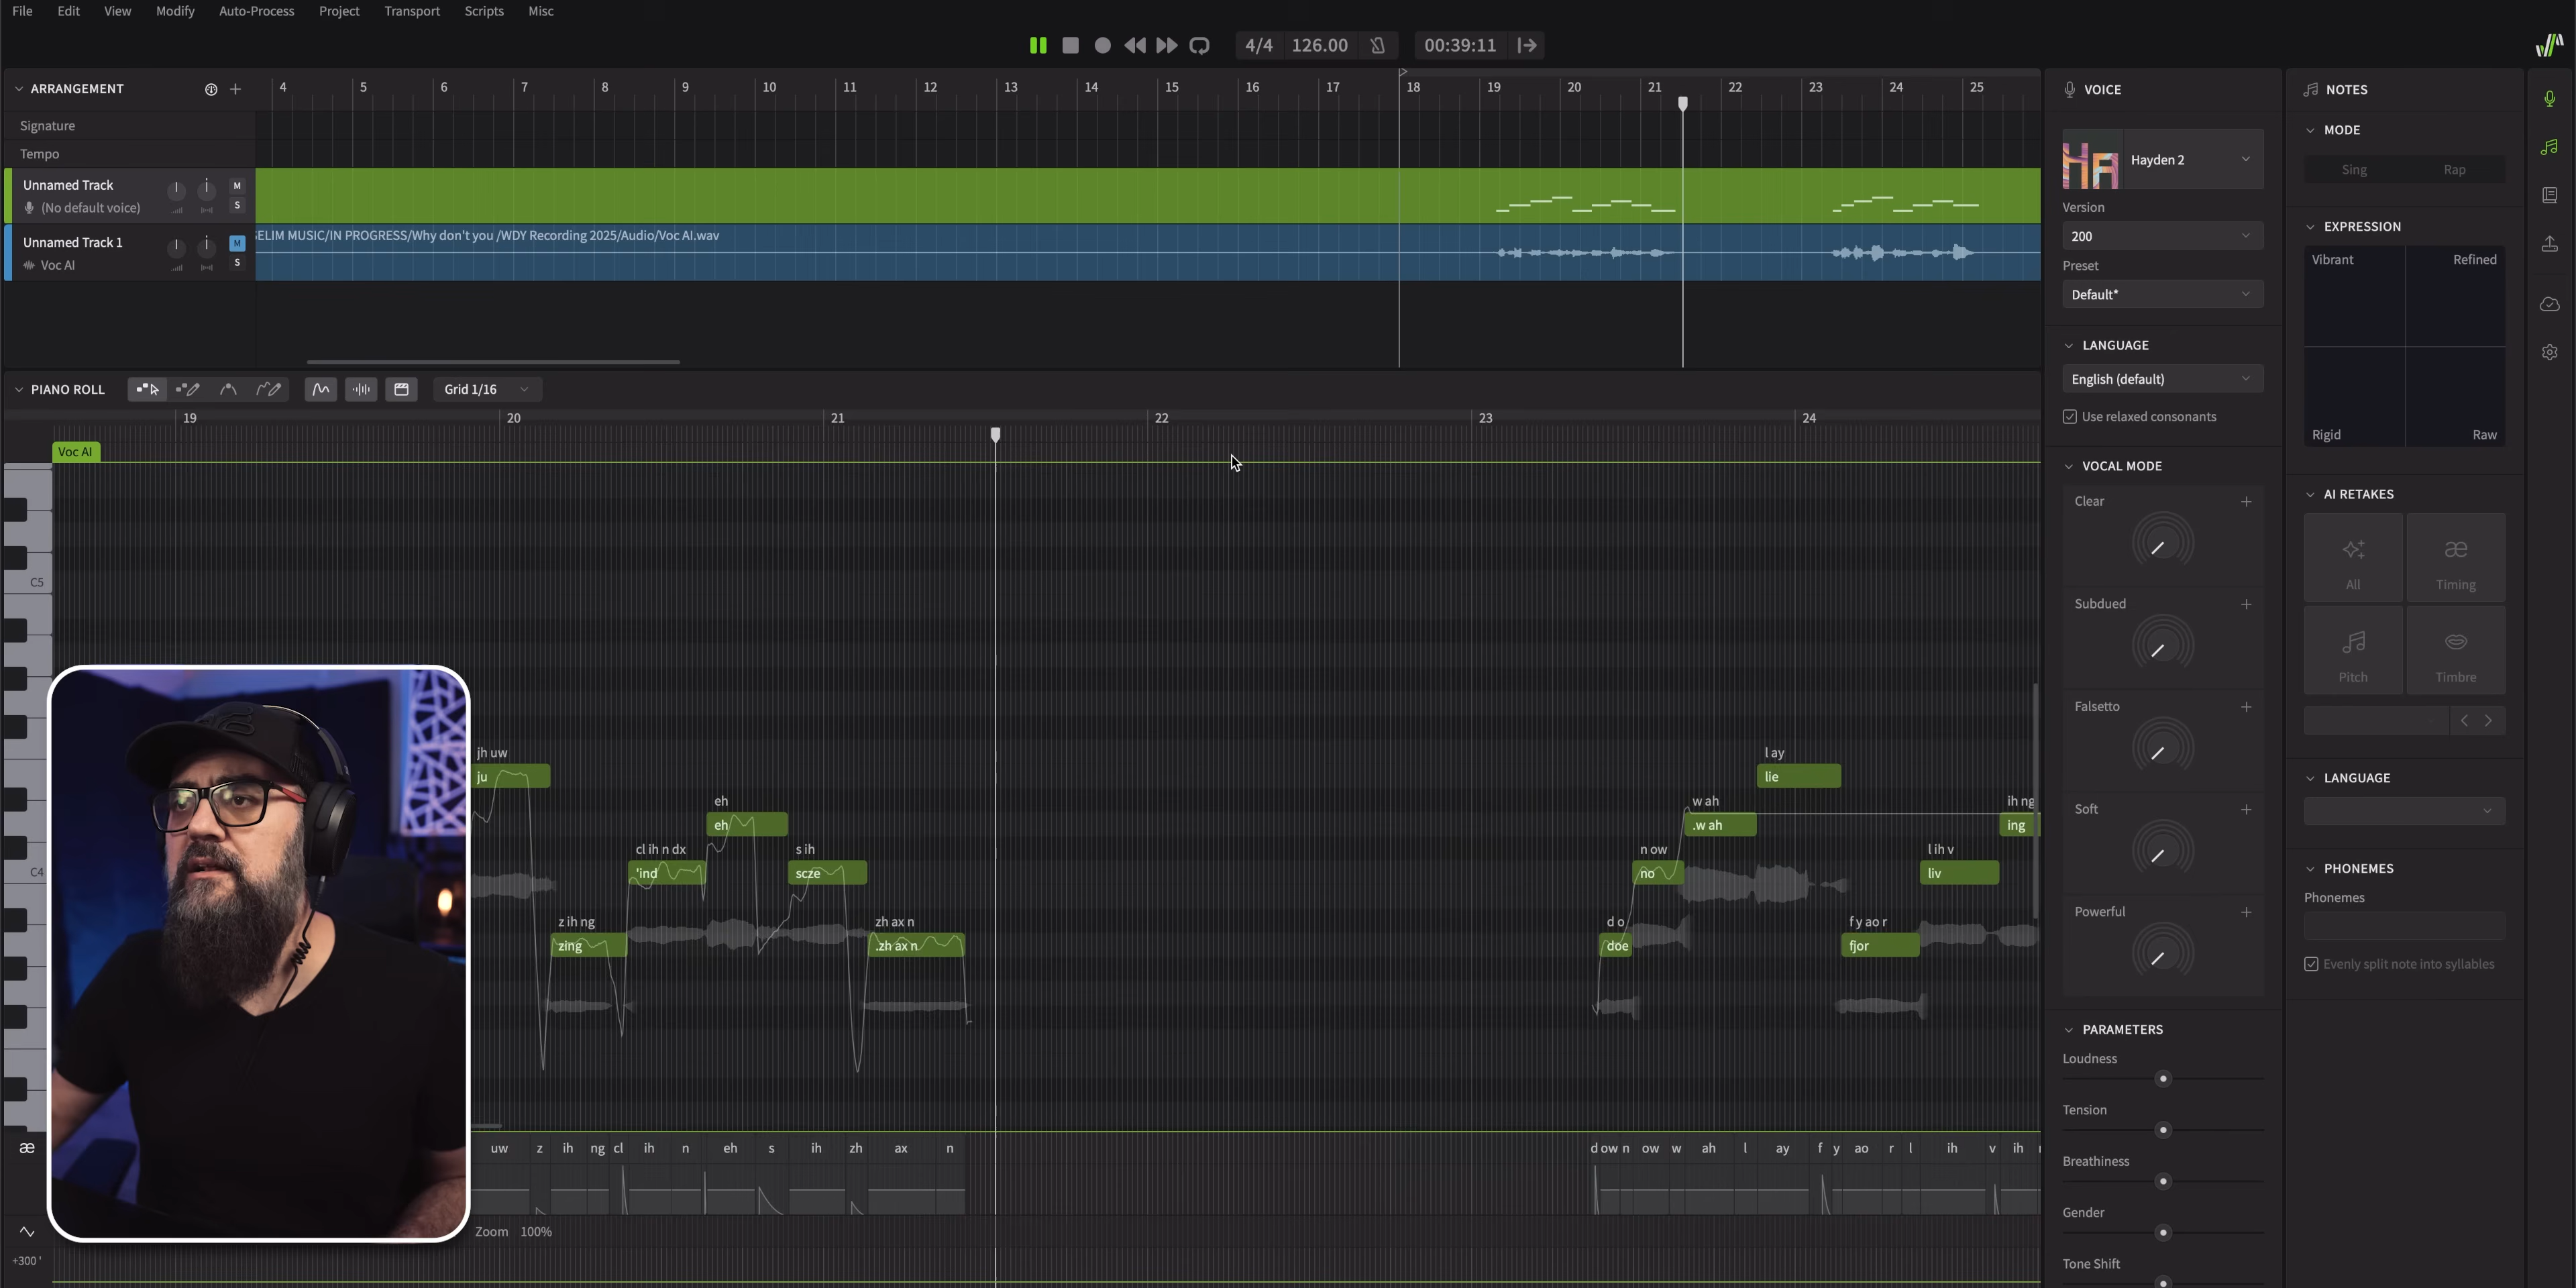 File Edit View Modify Auto-Process Project Transport Scripts Misc
4/4 126.00 00:39:11
ARRANGEMENT
4 5 6 7 8 9 10 11 12 13 14 15 16 17 18 19 20 21 22 23 24 25
Signature
Tempo
Unnamed Track M
(No default voice) S
Unnamed Track 1 M
Voc AI S
SELIM MUSIC/IN PROGRESS/Why don't you /WDY Recording 2025/Audio/Voc AI.wav
PIANO ROLL Grid 1/16
19 20 21 22 23 24
Voc AI
C5
C4
jh uw
ju
z ih ng
zing
cl ih n dx
'ind
eh
eh
s ih
scze
zh ax n
.zh ax n
d o
doe
n ow
no
w ah
.w ah
l ay
lie
f y ao r
fjor
l ih v
liv
ih ng
ing
æ
uw z ih ng cl ih n eh s ih zh ax n d ow n ow w ah l ay f y ao r l ih v ih
Zoom 100%
+300 '
VOICE
HA
Hayden 2
Version
200
Preset
Default*
LANGUAGE
English (default)
Use relaxed consonants
VOCAL MODE
Clear
Subdued
Falsetto
Soft
Powerful
PARAMETERS
Loudness
Tension
Breathiness
Gender
Tone Shift
NOTES
MODE
Sing Rap
EXPRESSION
Vibrant Refined
Rigid Raw
AI RETAKES
æ
All Timing
Pitch Timbre
LANGUAGE
PHONEMES
Phonemes
Evenly split note into syllables